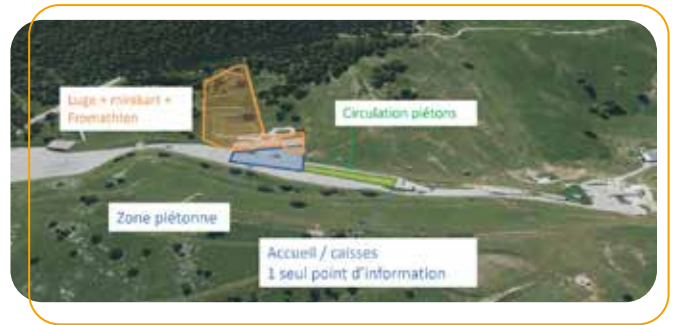 Luge + minikart +
Fromathlon
Circulation piétons
Zone piétonne
Accueil / caisses
1 seul point d'information